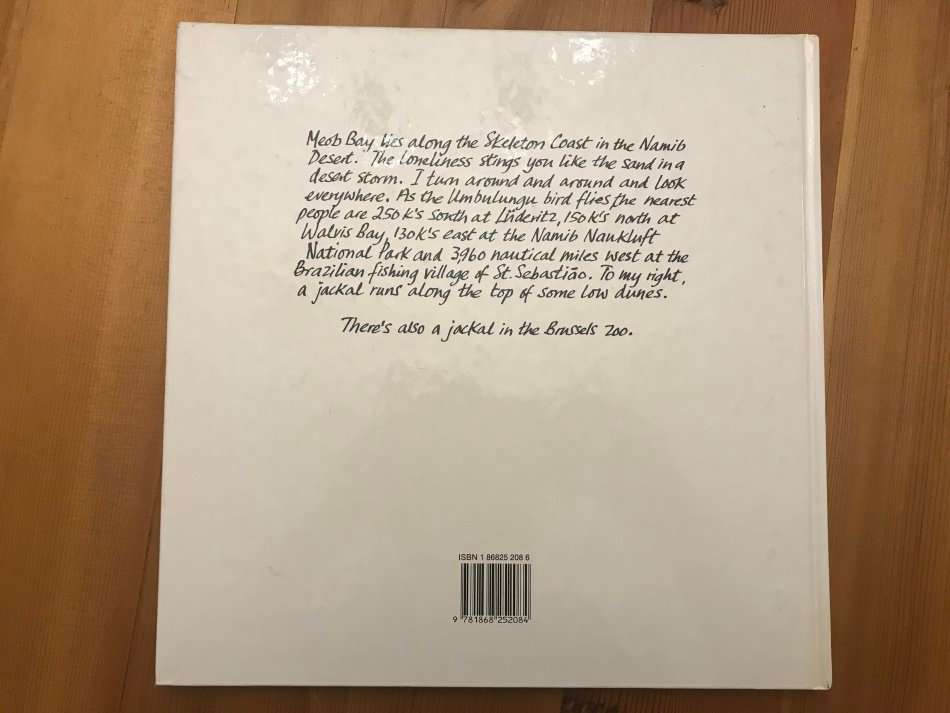 Meob Bay lies along the Skeleton Coast in the Namib
Desert. The loneliness stings you like the sand in a
desert storm. I turn around and around and look
everywhere. As the Umbulungu bird flies the nearest
people are 250 k's south at Lüderitz, 150 k's north at
Walvis Bay, 130k's east at the Namib Naukluft
National Park and 3,960 nautical miles west at the
Brazilian fishing village of St. Sebastião. To my right,
a jackal runs along the top of some low dunes.
There's also a jackal in the Brussels zoo.
ISBN 1 86825 208 6
9 781868 252084